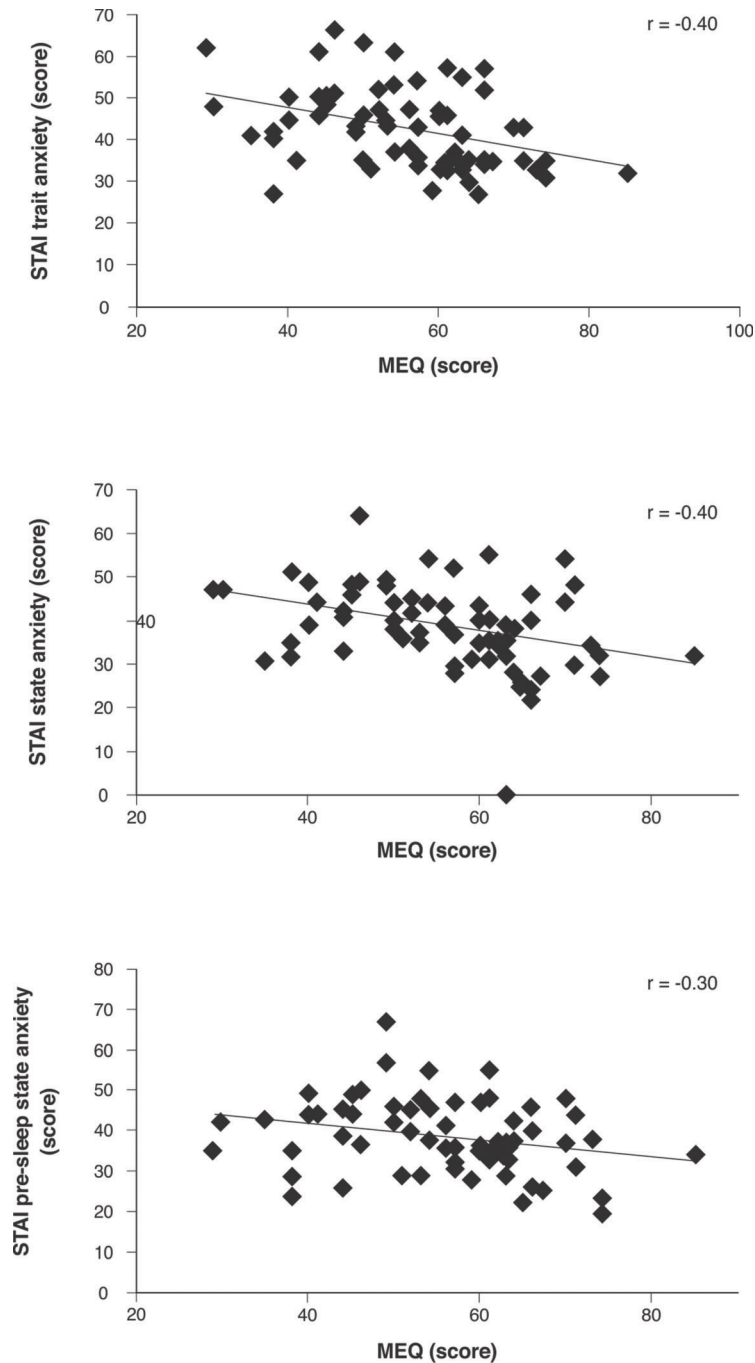 70
r = -0.40
60
50
40
30
20
10
0
20 40 60 80 100
STAI trait anxiety (score)
MEQ (score)
70
r = -0.40
60
50
40
30
20
10
0
20 40 60 80
STAI state anxiety (score)
MEQ (score)
80
r = -0.30
70
60
50
40
30
20
10
0
20 40 60 80
STAI pre-sleep state anxiety
(score)
MEQ (score)